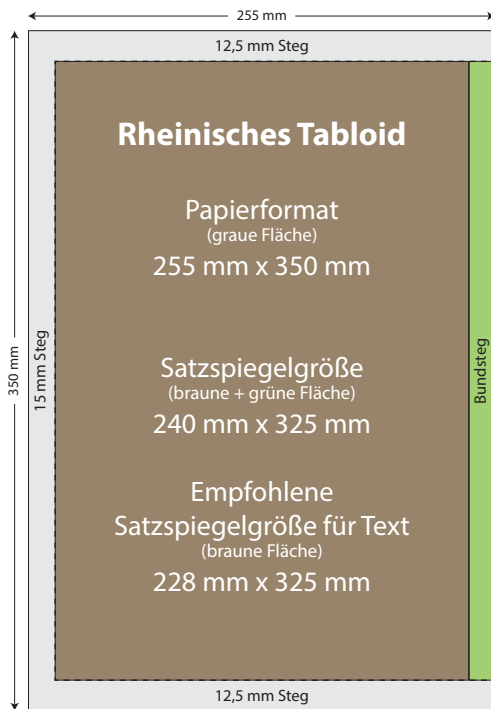 255 mm
12,5 mm Steg
Rheinisches Tabloid
Papierformat
(graue Fläche)
255 mm x 350 mm
350 mm
15 mm Steg
Satzspiegelgröße
(braune + grüne Fläche)
240 mm x 325 mm
Bundsteg
Empfohlene
Satzspiegelgröße für Text
(braune Fläche)
228 mm x 325 mm
12,5 mm Steg